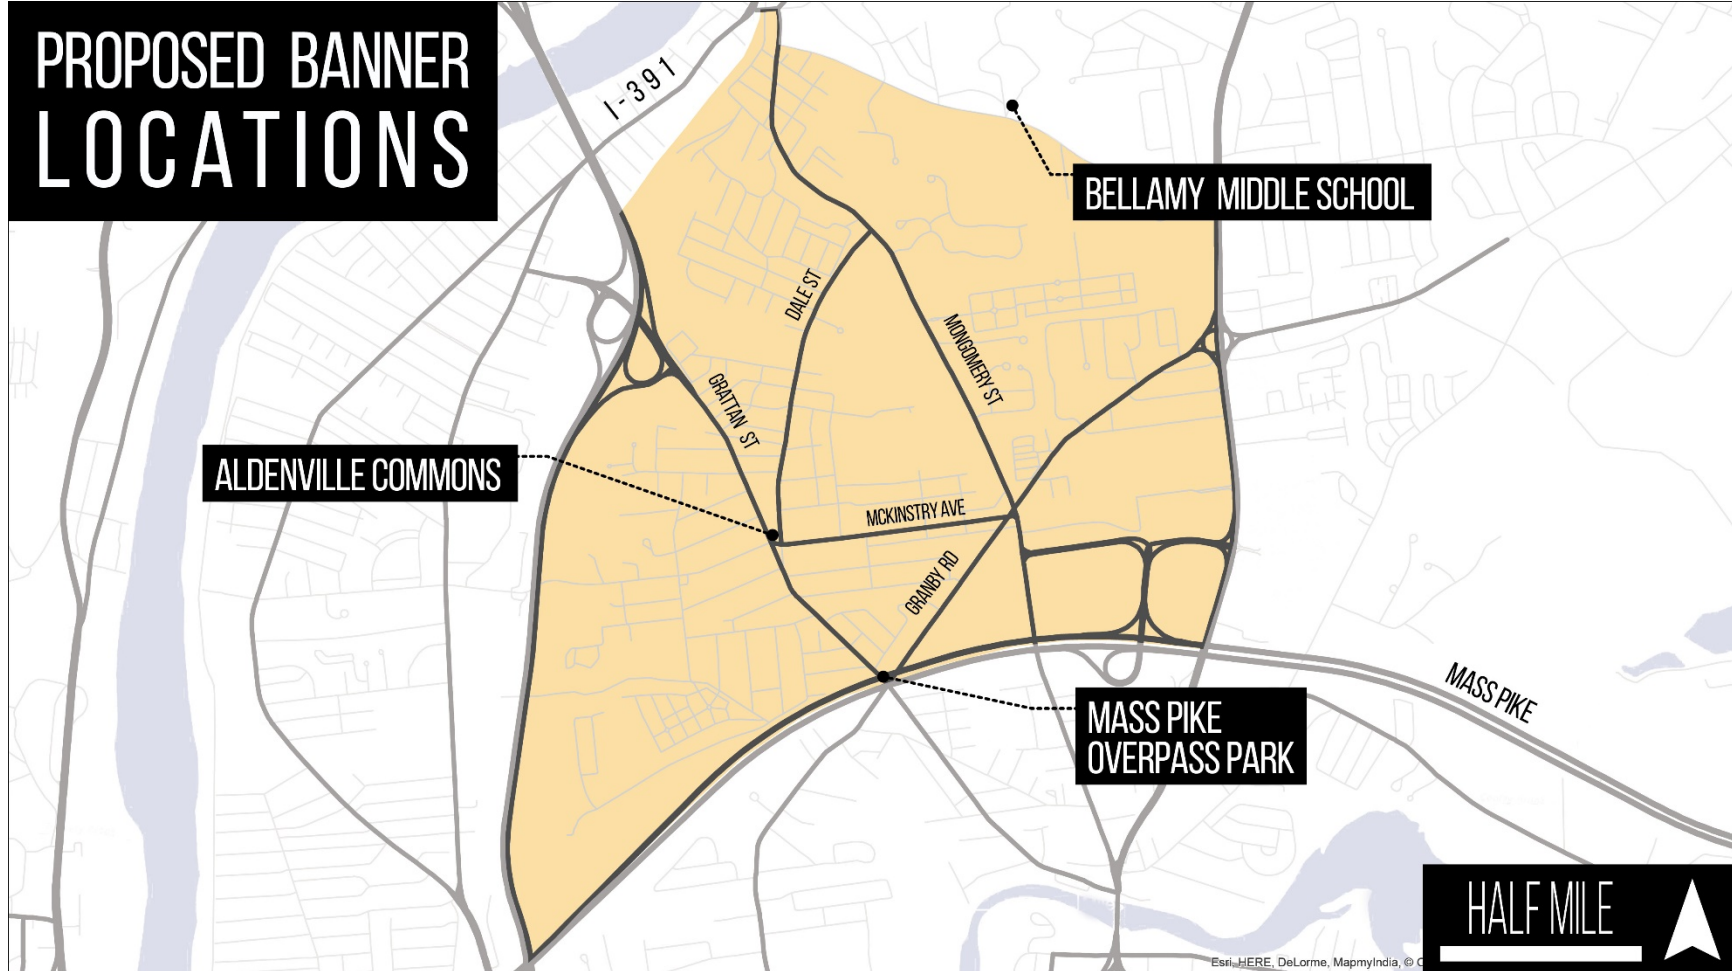 PROPOSED BANNER
LOCATIONS
I-391
BELLAMY MIDDLE SCHOOL
DALE ST
MONGOMERY ST
GRATTAN ST
ALDENVILLE COMMONS
MCKINSTRY AVE
GRANBY RD
MASS PIKE
MASS PIKE
OVERPASS PARK
HALF MILE
Esri, HERE, DeLorme, MapmyIndia, ©